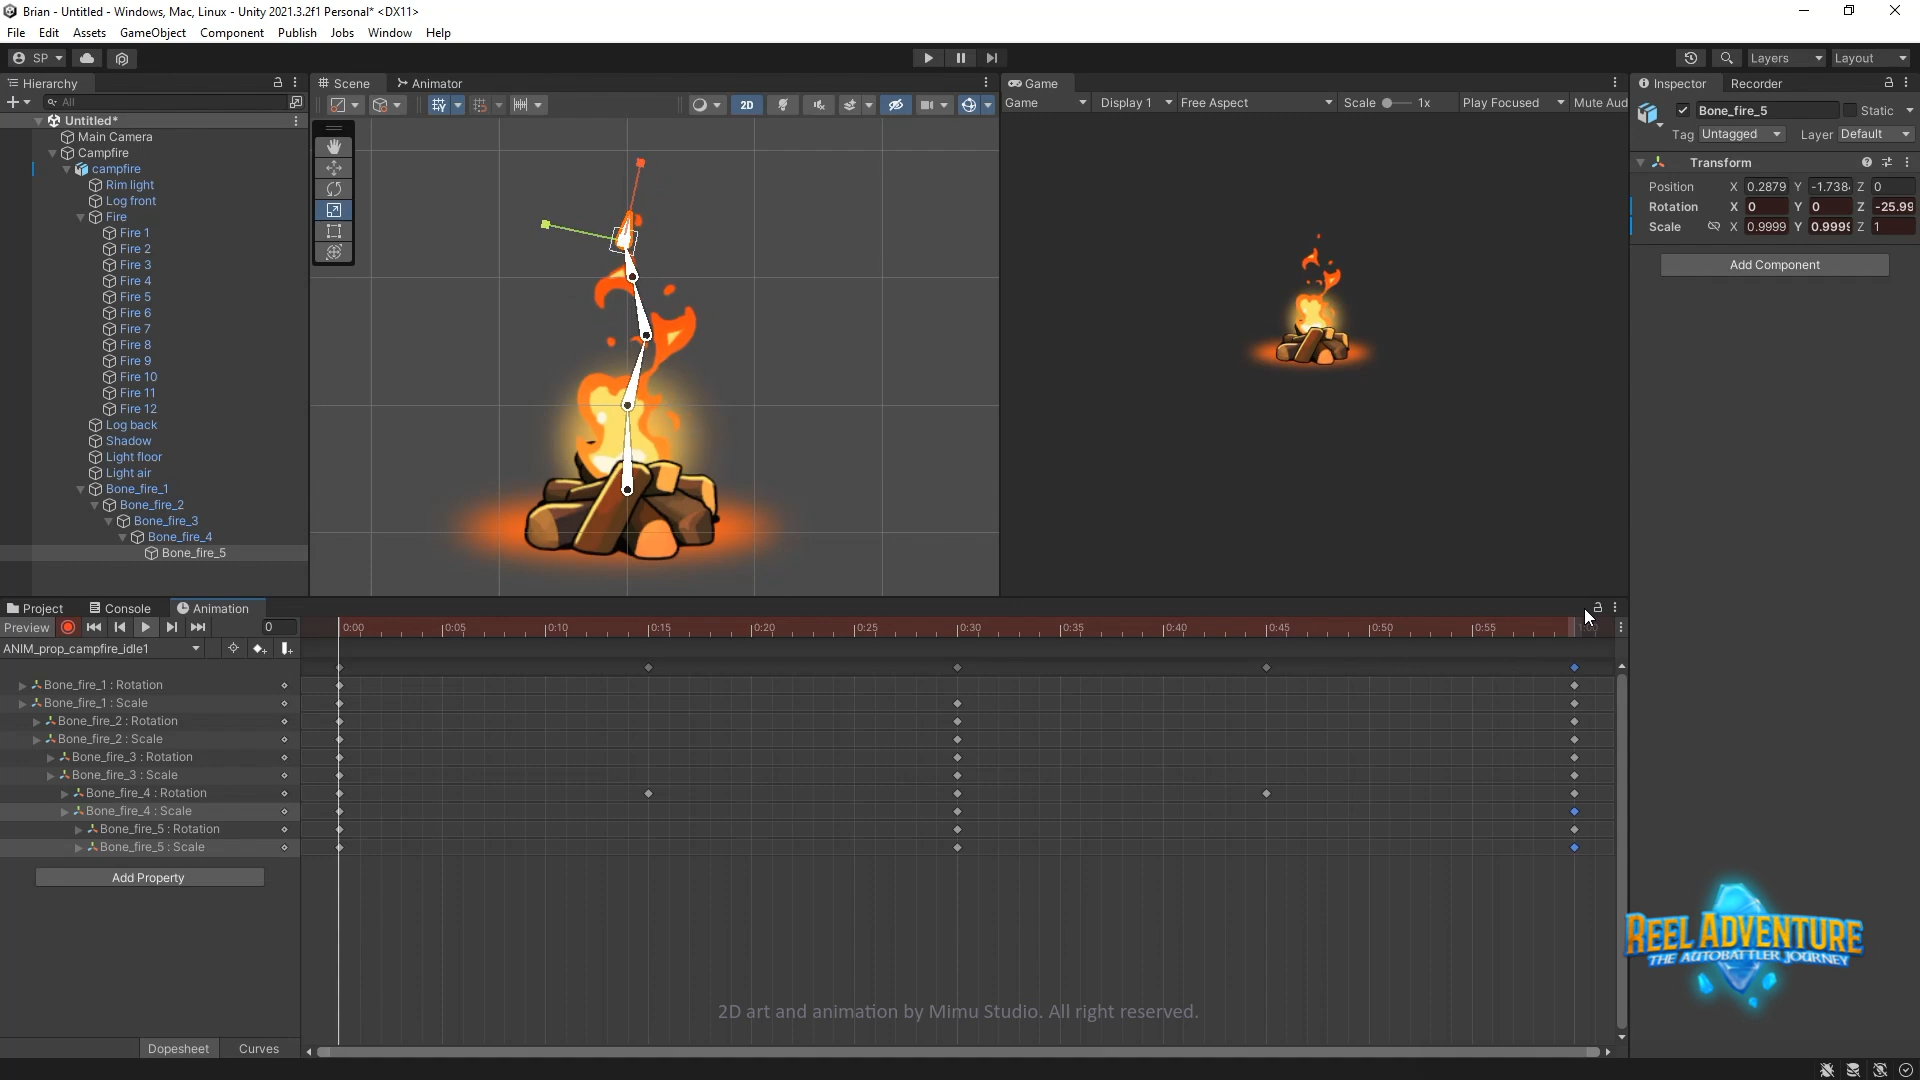 Brian - Untitled - Windows, Mac, Linux - Unity 2021.3.2f1 Personal* <DX11>
File Edit Assets GameObject Component Publish Jobs Window Help
SP Layers Layout
Hierarchy Scene Animator Game Inspector Recorder
All 2D Game Display 1 Free Aspect Scale 1x Play Focused Mute Aud
Bone_fire_5 Static
Tag Untagged Layer Default
Transform
Position X 0.2879 Y -1.738 Z 0
Rotation X 0 Y 0 Z -25.99
Scale X 0.9999 Y 0.9999 Z 1
Add Component
Untitled*
Main Camera
Campfire
campfire
Rim light
Log front
Fire
Fire 1
Fire 2
Fire 3
Fire 4
Fire 5
Fire 6
Fire 7
Fire 8
Fire 9
Fire 10
Fire 11
Fire 12
Log back
Shadow
Light floor
Light air
Bone_fire_1
Bone_fire_2
Bone_fire_3
Bone_fire_4
Bone_fire_5
Project Console Animation
Preview 0 0:00 0:05 0:10 0:15 0:20 0:25 0:30 0:35 0:40 0:45 0:50 0:55 1:00
ANIM_prop_campfire_idle1
Bone_fire_1 : Rotation
Bone_fire_1 : Scale
Bone_fire_2 : Rotation
Bone_fire_2 : Scale
Bone_fire_3 : Rotation
Bone_fire_3 : Scale
Bone_fire_4 : Rotation
Bone_fire_4 : Scale
Bone_fire_5 : Rotation
Bone_fire_5 : Scale
Add Property
REEL ADVENTURE
THE AUTOBATTLER JOURNEY
2D art and animation by Mimu Studio. All right reserved.
Dopesheet Curves